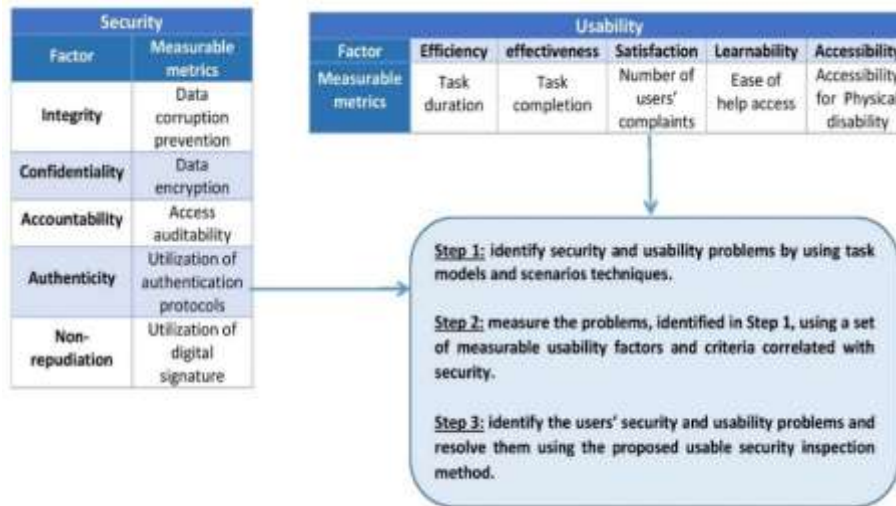 Security
Factor
Measurable
metrics
Integrity
Data
corruption
prevention
Confidentiality
Data
encryption
Accountability
Access
auditability
Authenticity
Utilization of
authentication
protocols
Non-
repudiation
Utilization of
digital
signature
Usability
Factor
Efficiency
effectiveness
Satisfaction
Learnability
Accessibility
Measurable
metrics
Task
duration
Task
completion
Number of
users'
complaints
Ease of
help access
Accessibility
for Physical
disability
Step 1: identify security and usability problems by using task
models and scenarios techniques.
Step 2: measure the problems, identified in Step 1, using a set
of measurable usability factors and criteria correlated with
security.
Step 3: identify the users' security and usability problems and
resolve them using the proposed usable security inspection
method.